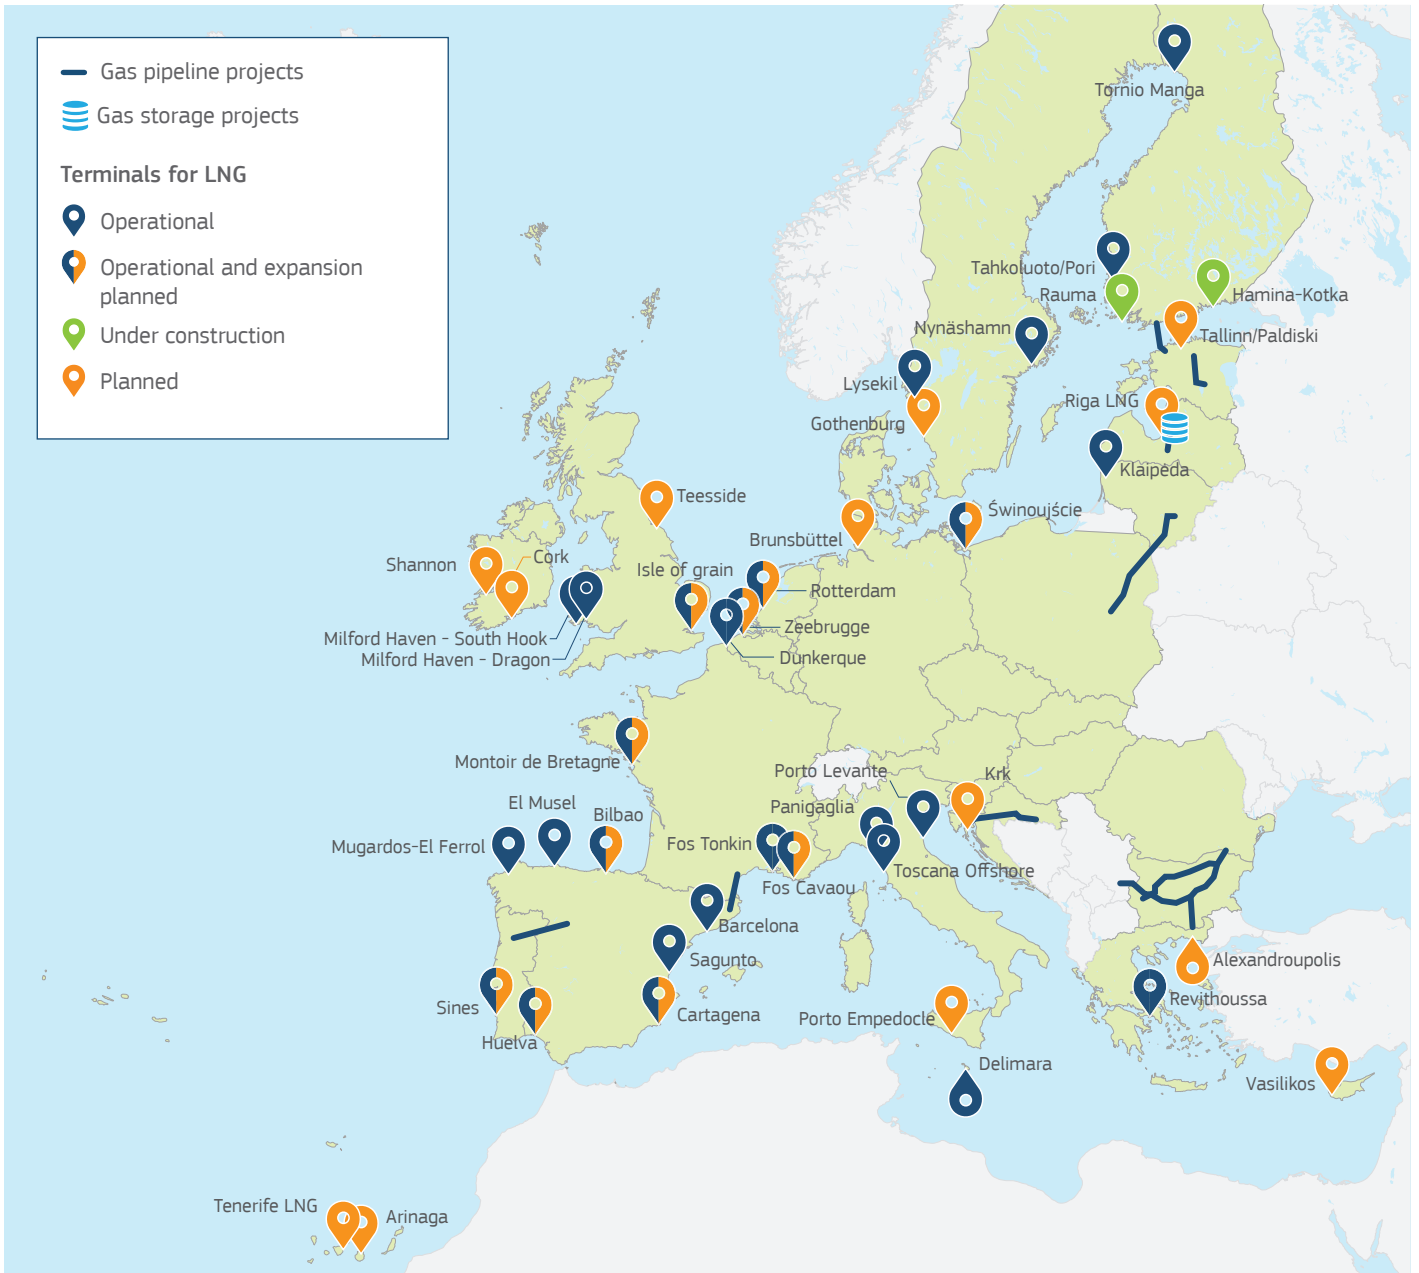 Gas pipeline projects
Gas storage projects
Terminals for LNG
Operational
Operational and expansion
planned
Under construction
Planned
Tornio Manga
Tahkoluoto/Pori
Rauma
Hamina-Kotka
Nynäshamn
Tallinn/Paldiski
Lysekil
Riga LNG
Gothenburg
Klaipėda
Teesside
Świnoujście
Brunsbüttel
Shannon
Cork
Isle of grain
Rotterdam
Zeebrugge
Milford Haven - South Hook
Milford Haven - Dragon
Dunkerque
Montoir de Bretagne
Porto Levante
Krk
El Musel
Panigaglia
Bilbao
Mugardos-El Ferrol
Fos Tonkin
Toscana Offshore
Fos Cavaou
Barcelona
Sagunto
Alexandroupolis
Revithoussa
Sines
Cartagena
Porto Empedocle
Huelva
Delimara
Vasilikos
Tenerife LNG
Arinaga